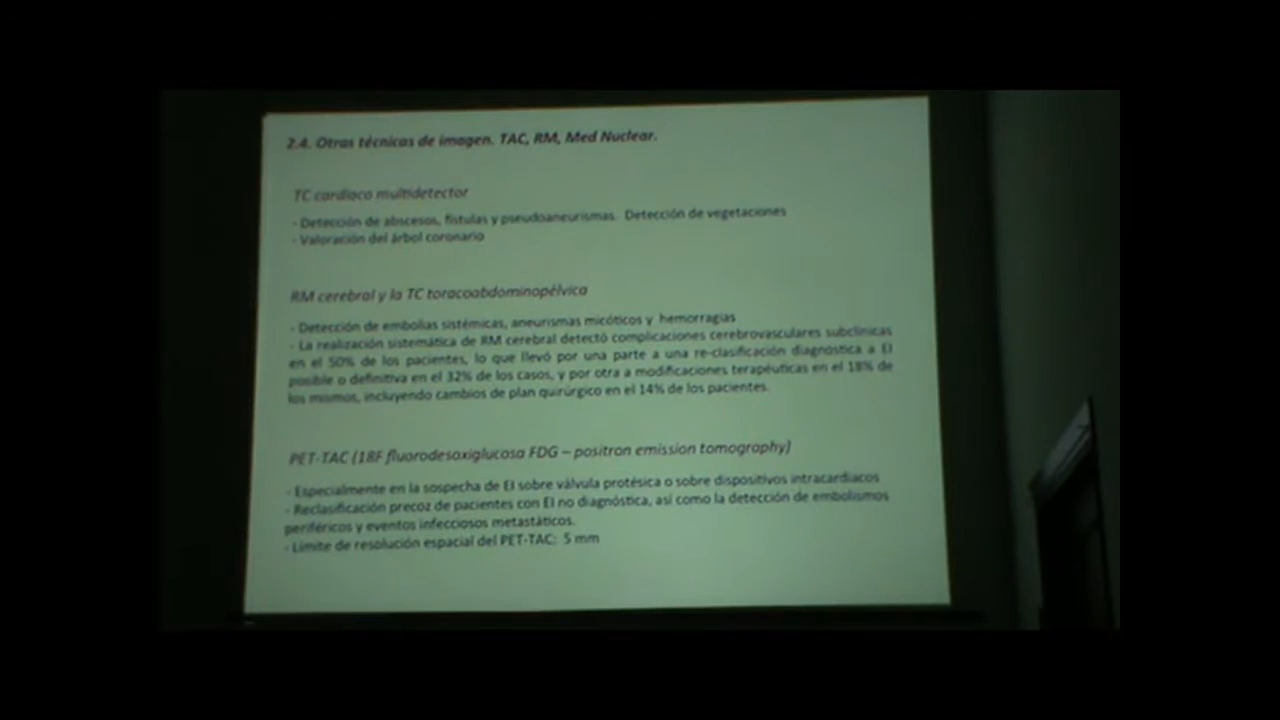 2.4. Otras técnicas de imagen. TAC, RM, Med Nuclear.
TC cardiaco multidetector
- Detección de abscesos, fístulas y pseudoaneurismas. Detección de vegetaciones
- Valoración del árbol coronario
RM cerebral y la TC toracoabdominopélvica
- Detección de embolias sistémicas, aneurismas micóticos y hemorragias
- La realización sistemática de RM cerebral detectó complicaciones cerebrovasculares subclínicas
en el 50% de los pacientes, lo que llevó por una parte a una re-clasificación diagnostica a EI
posible o definitiva en el 32% de los casos, y por otra a modificaciones terapéuticas en el 18% de
los mismos, incluyendo cambios de plan quirúrgico en el 14% de los pacientes.
PET-TAC (18F fluorodesoxiglucosa FDG – positron emission tomography)
- Especialmente en la sospecha de EI sobre válvula protésica o sobre dispositivos intracardiacos
- Reclasificación precoz de pacientes con EI no diagnóstica, así como la detección de embolismos
periféricos y eventos infecciosos metastáticos.
- Límite de resolución espacial del PET-TAC: 5 mm